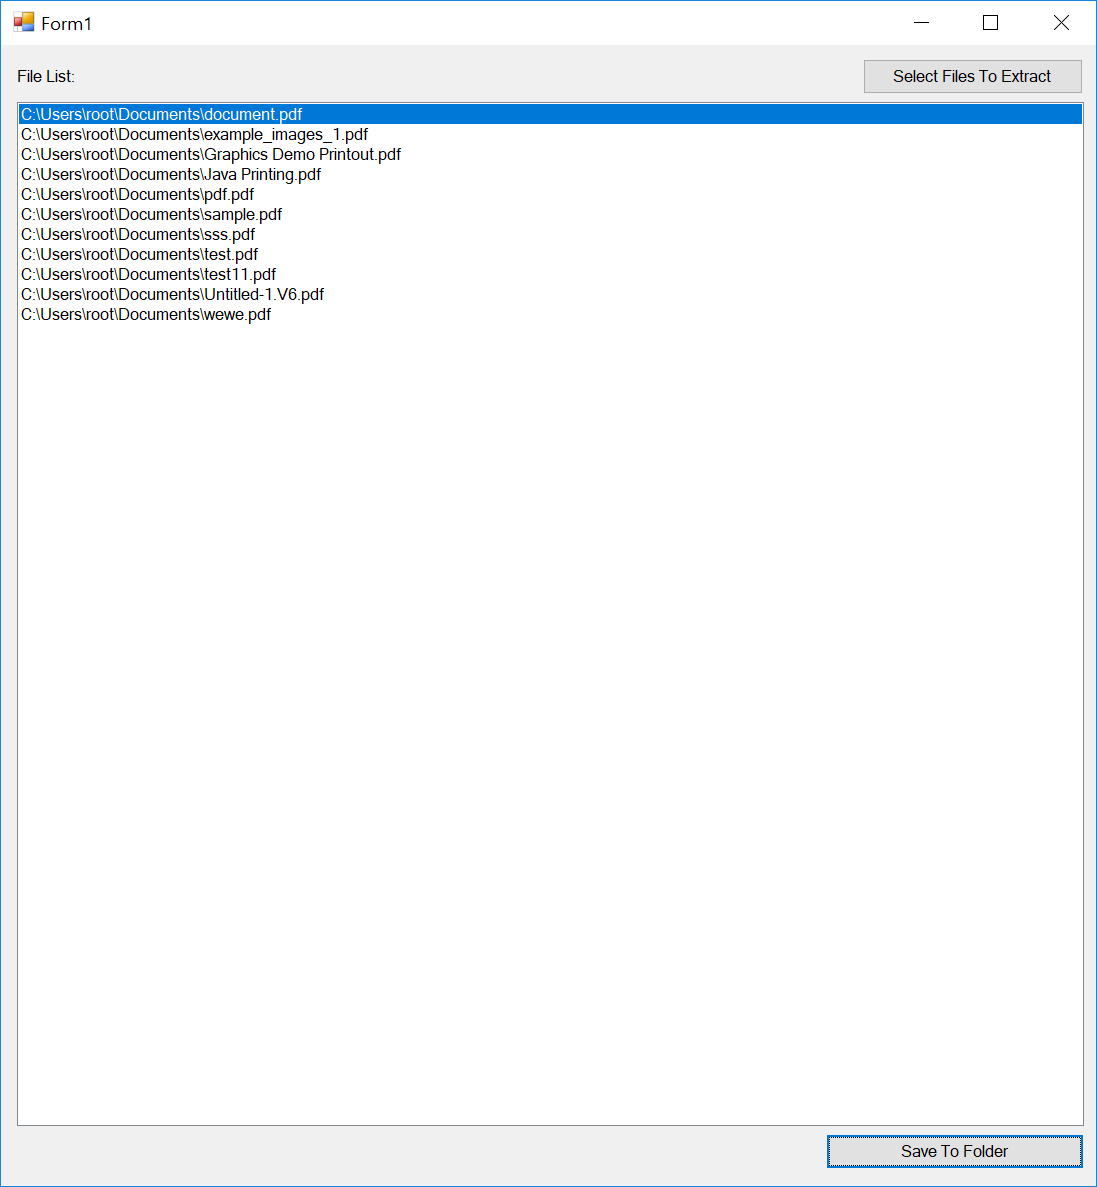 Form1
File List:
Select Files To Extract
C:\Users\root\Documents\document.pdf
C:\Users\root\Documents\example_images_1.pdf
C:\Users\root\Documents\Graphics Demo Printout.pdf
C:\Users\root\Documents\Java Printing.pdf
C:\Users\root\Documents\pdf.pdf
C:\Users\root\Documents\sample.pdf
C:\Users\root\Documents\sss.pdf
C:\Users\root\Documents\test.pdf
C:\Users\root\Documents\test11.pdf
C:\Users\root\Documents\Untitled-1.V6.pdf
C:\Users\root\Documents\wewe.pdf
Save To Folder